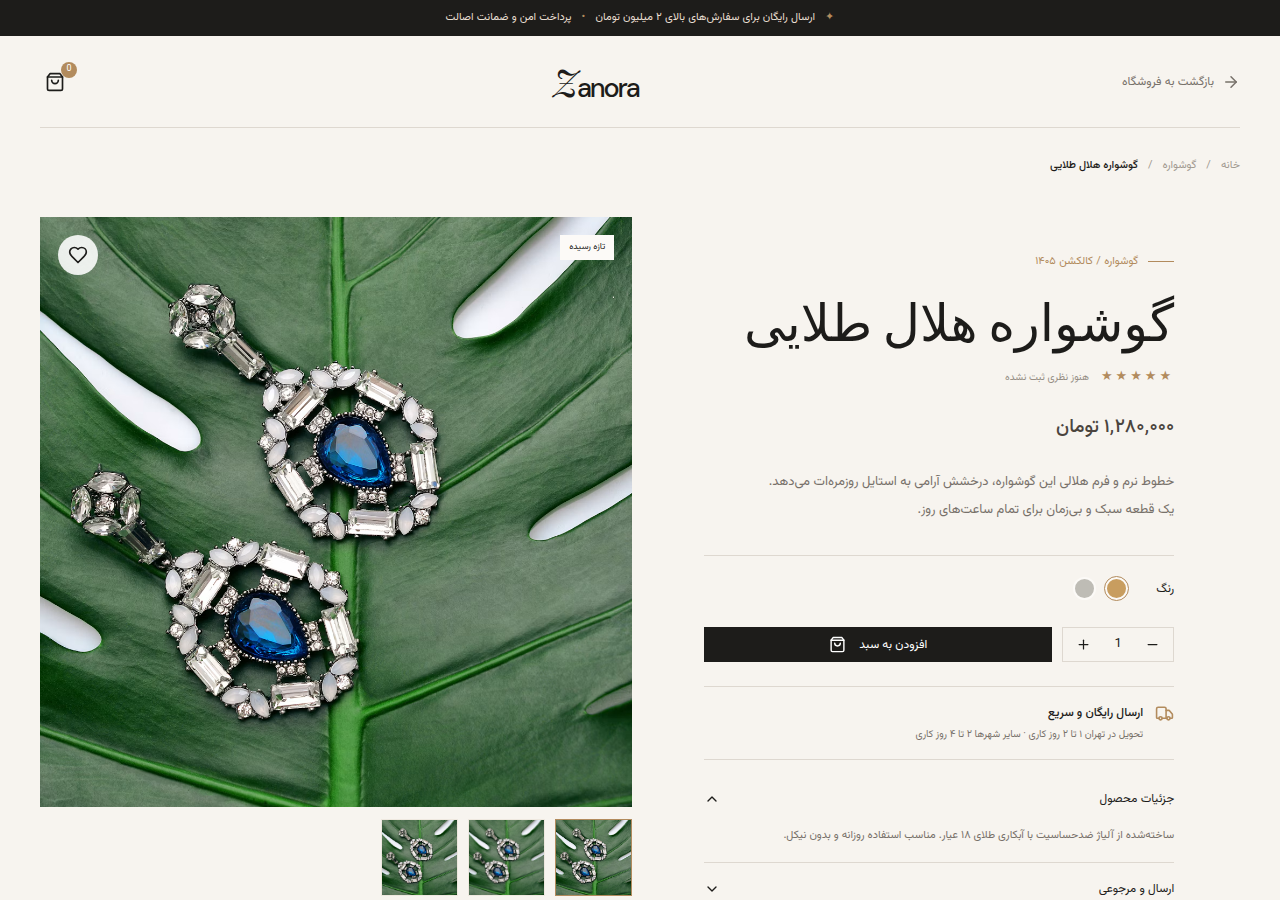 ✦ ارسال رایگان برای سفارش‌های بالای ۲ میلیون تومان • پرداخت امن و ضمانت اصالت
بازگشت به فروشگاه
Zanora
0
خانه / گوشواره / گوشواره هلال طلایی
تازه رسیده
گوشواره / کالکشن ۱۴۰۵
گوشواره هلال طلایی
★★★★★ هنوز نظری ثبت نشده
۱,۲۸۰,۰۰۰ تومان
خطوط نرم و فرم هلالی این گوشواره، درخشش آرامی به استایل روزمره‌ات می‌دهد.
یک قطعه سبک و بی‌زمان برای تمام ساعت‌های روز.
رنگ
− 1 +
افزودن به سبد
ارسال رایگان و سریع
تحویل در تهران ۱ تا ۲ روز کاری · سایر شهرها ۲ تا ۴ روز کاری
جزئیات محصول
ساخته‌شده از آلیاژ ضدحساسیت با آبکاری طلای ۱۸ عیار. مناسب استفاده روزانه و بدون نیکل.
ارسال و مرجوعی